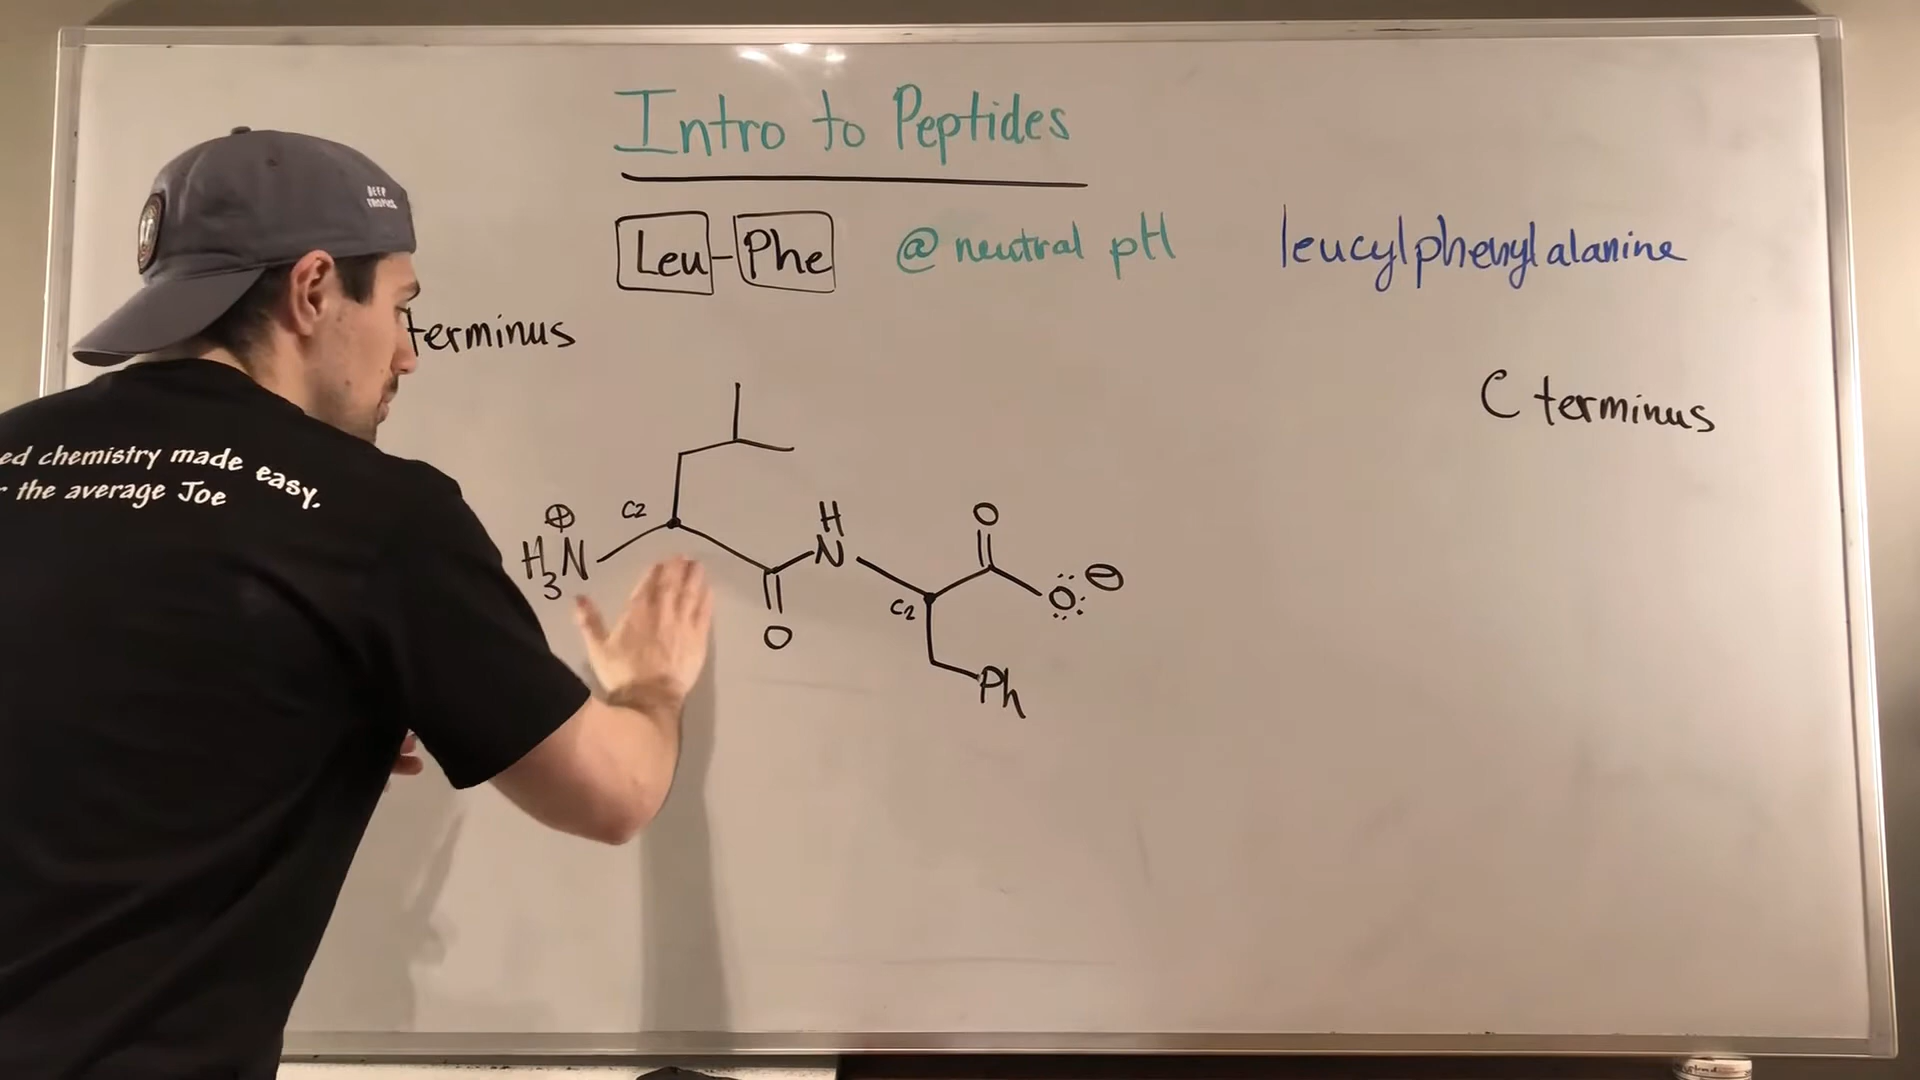 Intro to Peptides
Leu-Phe @ neutral pH leucylphenylalanine
terminus
C terminus
ed chemistry made easy.
r the average Joe
DEEP
C2
⊕
H3N
H
N
O
O
C2
O ⊖
Ph